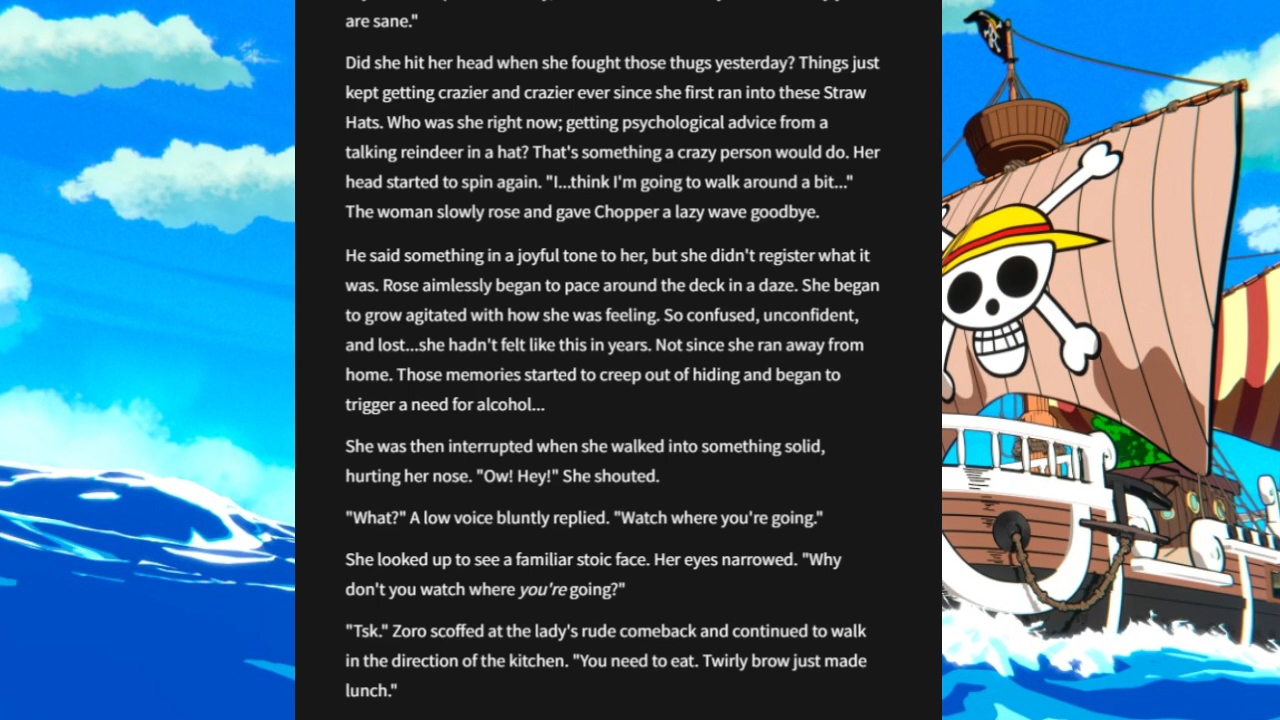 are sane."
Did she hit her head when she fought those thugs yesterday? Things just
kept getting crazier and crazier ever since she first ran into these Straw
Hats. Who was she right now; getting psychological advice from a
talking reindeer in a hat? That's something a crazy person would do. Her
head started to spin again. "I...think I'm going to walk around a bit..."
The woman slowly rose and gave Chopper a lazy wave goodbye.
He said something in a joyful tone to her, but she didn't register what it
was. Rose aimlessly began to pace around the deck in a daze. She began
to grow agitated with how she was feeling. So confused, unconfident,
and lost...she hadn't felt like this in years. Not since she ran away from
home. Those memories started to creep out of hiding and began to
trigger a need for alcohol...
She was then interrupted when she walked into something solid,
hurting her nose. "Ow! Hey!" She shouted.
"What?" A low voice bluntly replied. "Watch where you're going."
She looked up to see a familiar stoic face. Her eyes narrowed. "Why
don't you watch where you're going?"
"Tsk." Zoro scoffed at the lady's rude comeback and continued to walk
in the direction of the kitchen. "You need to eat. Twirly brow just made
lunch."